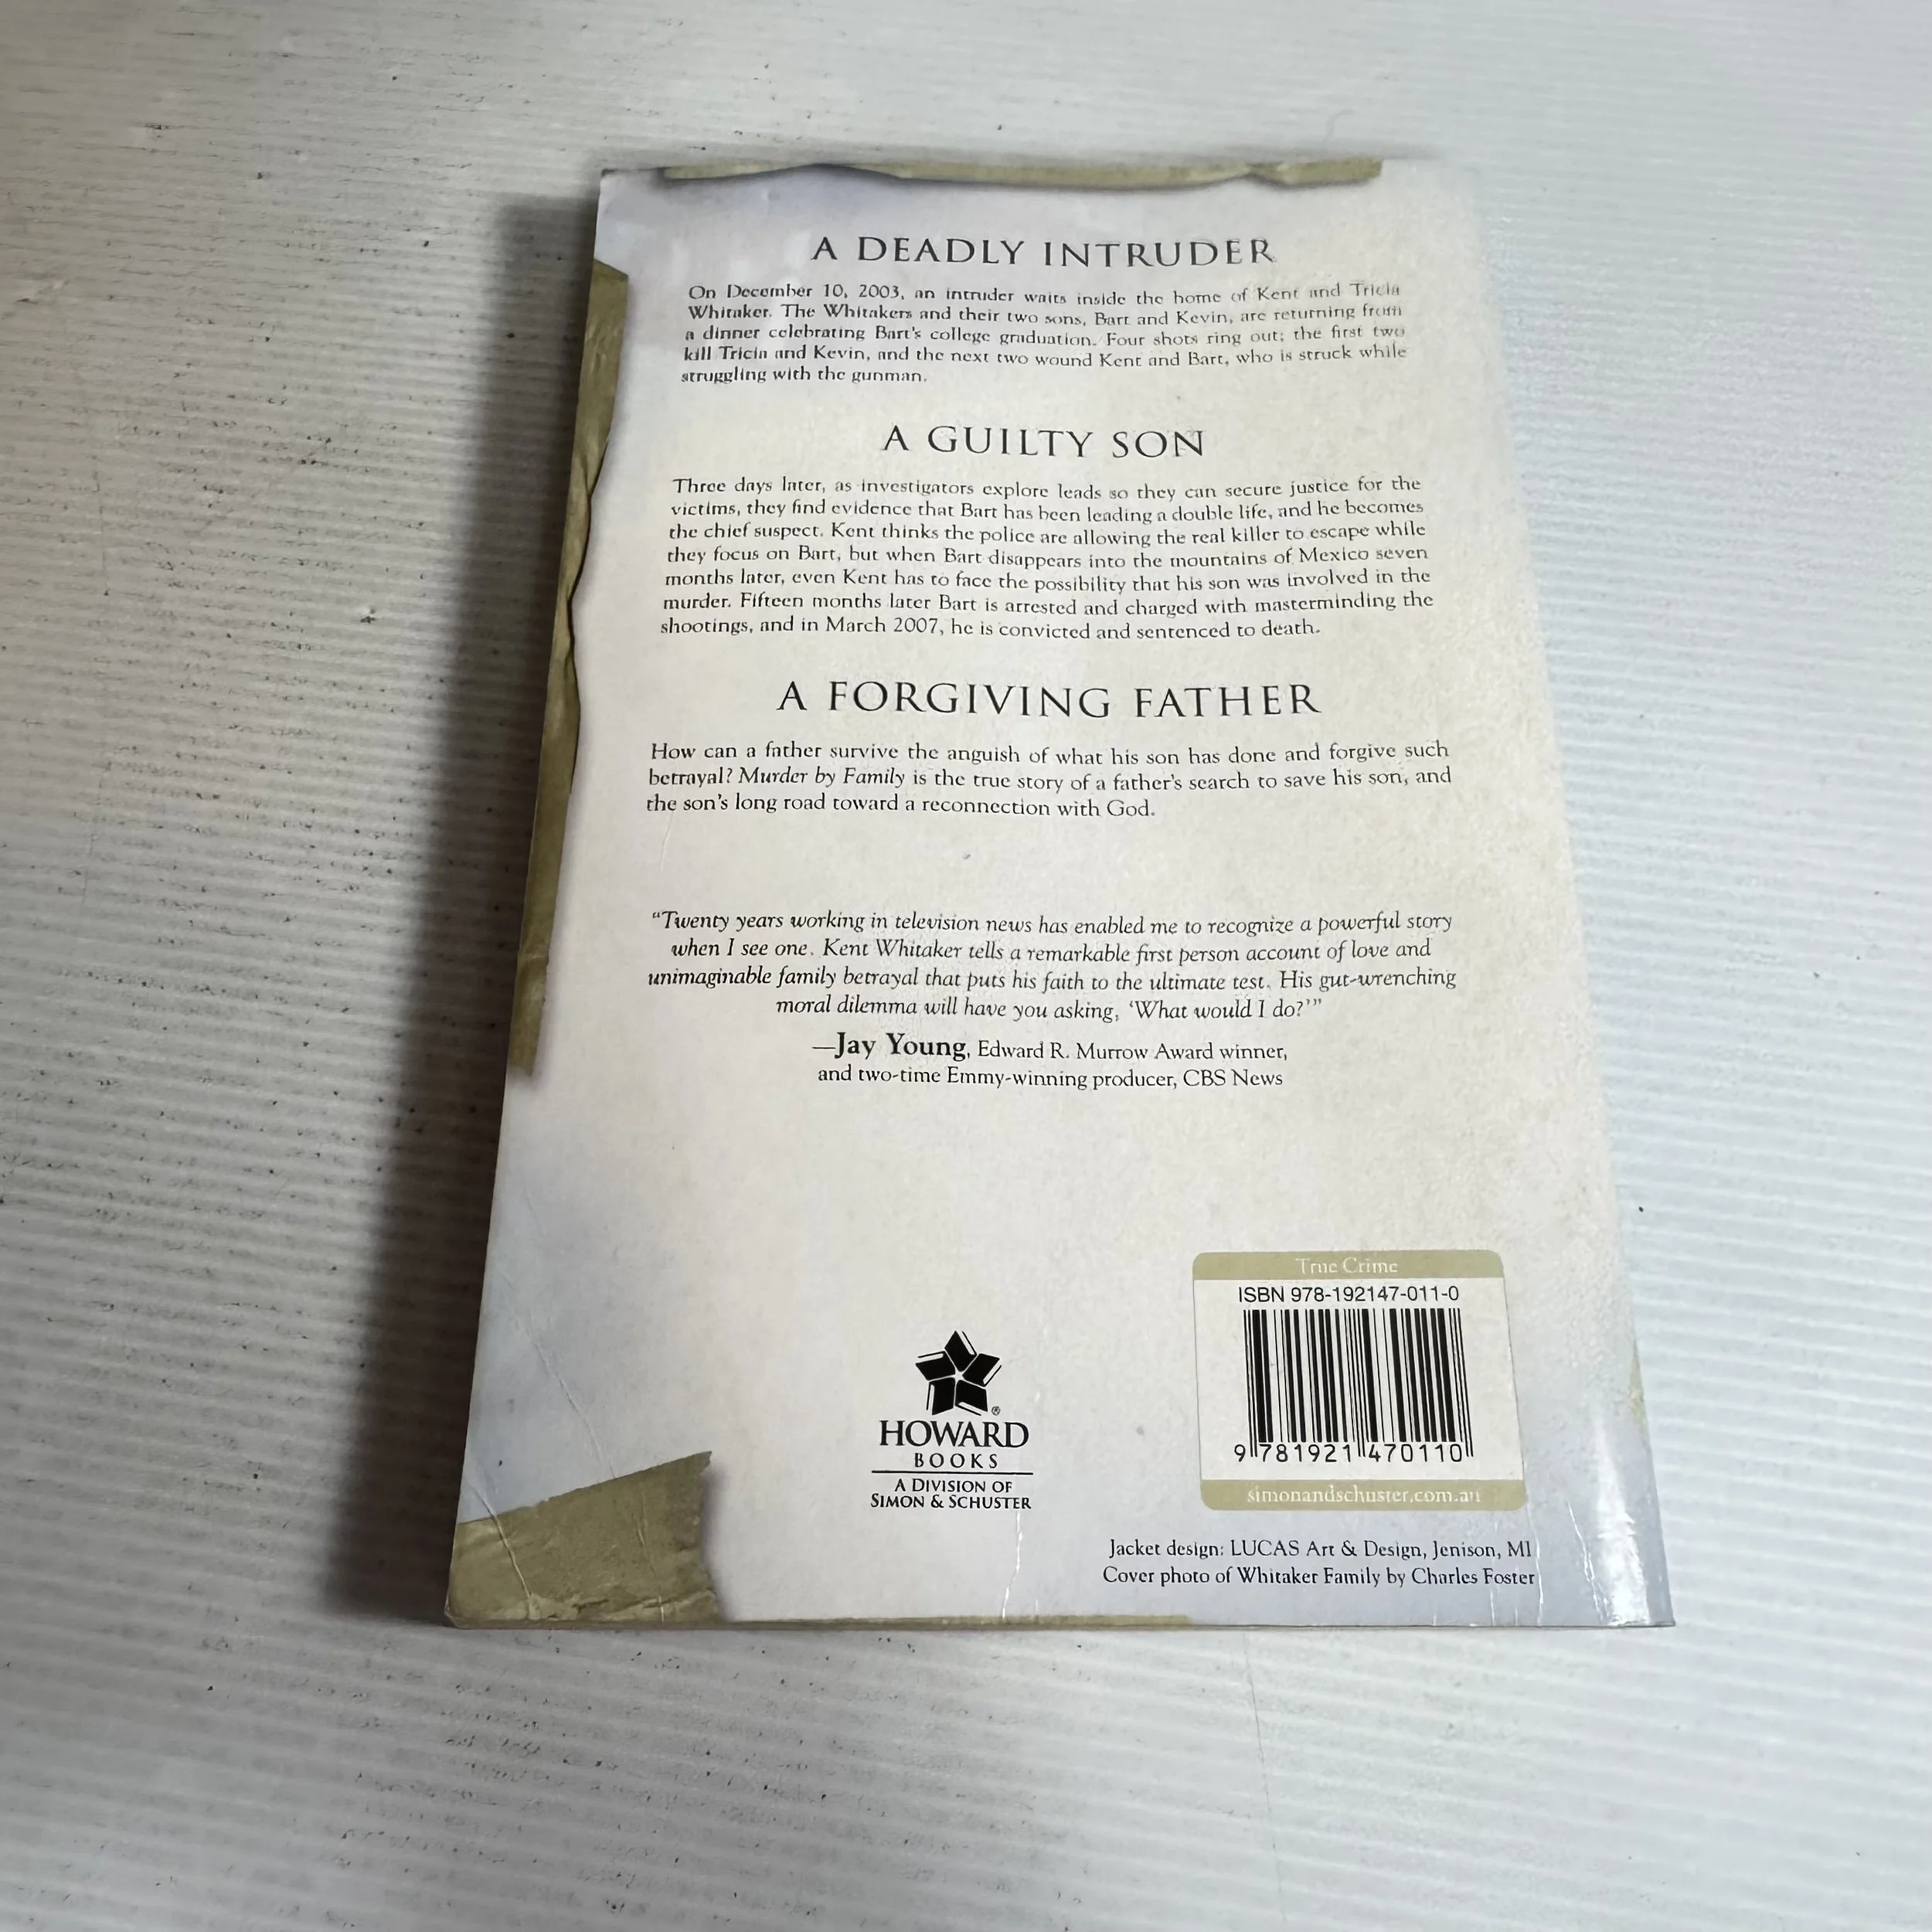 A DEADLY INTRUDER
On December 10, 2003, an intruder waits inside the home of Kent and Tricia
Whitaker. The Whitakers and their two sons, Bart and Kevin, are returning from
a dinner celebrating Bart's college graduation. Four shots ring out; the first two
kill Tricia and Kevin, and the next two wound Kent and Bart, who is struck while
struggling with the gunman.
A GUILTY SON
Three days later, as investigators explore leads so they can secure justice for the
victims, they find evidence that Bart has been leading a double life, and he becomes
the chief suspect. Kent thinks the police are allowing the real killer to escape while
they focus on Bart, but when Bart disappears into the mountains of Mexico seven
months later, even Kent has to face the possibility that his son was involved in the
murder. Fifteen months later Bart is arrested and charged with masterminding the
shootings, and in March 2007, he is convicted and sentenced to death.
A FORGIVING FATHER
How can a father survive the anguish of what his son has done and forgive such
betrayal? Murder by Family is the true story of a father's search to save his son, and
the son's long road toward a reconnection with God.
“Twenty years working in television news has enabled me to recognize a powerful story
when I see one. Kent Whitaker tells a remarkable first person account of love and
unimaginable family betrayal that puts his faith to the ultimate test. His gut-wrenching
moral dilemma will have you asking, ‘What would I do?’”
—Jay Young, Edward R. Murrow Award winner,
and two-time Emmy-winning producer, CBS News
True Crime
ISBN 978-192147-011-0
9 781921 470110
simonandschuster.com.au
®
HOWARD
BOOKS
A DIVISION OF
SIMON & SCHUSTER
Jacket design: LUCAS Art & Design, Jenison, MI
Cover photo of Whitaker Family by Charles Foster